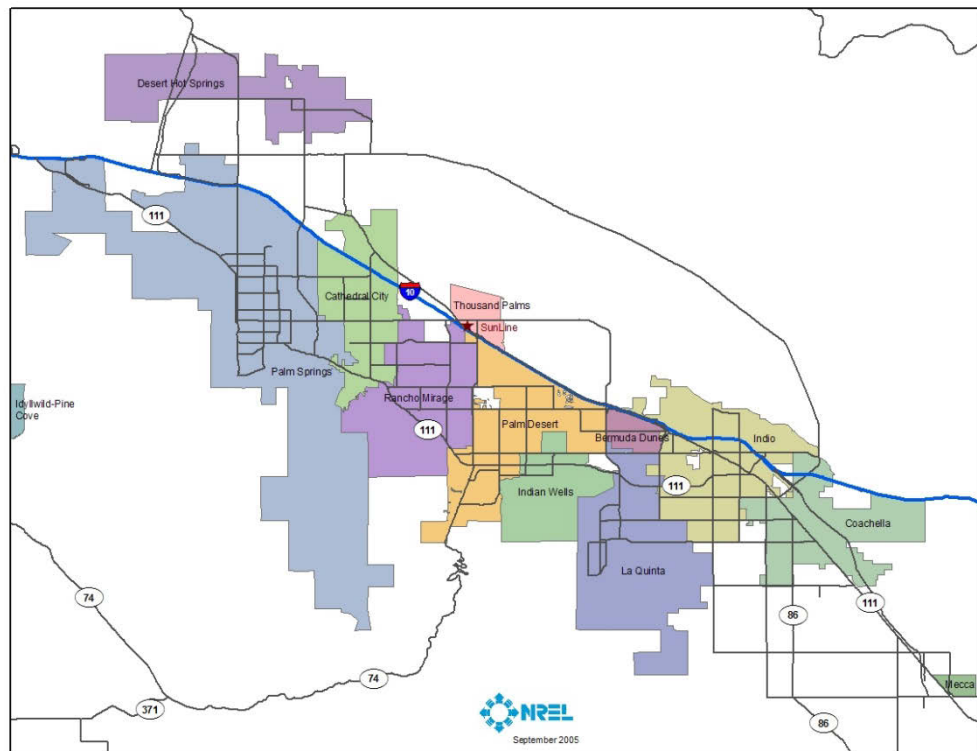 Desert Hot Springs
111
10
Cathedral City
Thousand Palms
SunLine
Palm Springs
Idyllwild-Pine
Cove
Rancho Mirage
111
Palm Desert
Bermuda Dunes
Indio
111
Indian Wells
Coachella
La Quinta
74
86
111
74
Mecca
371
86
NREL
September 2005